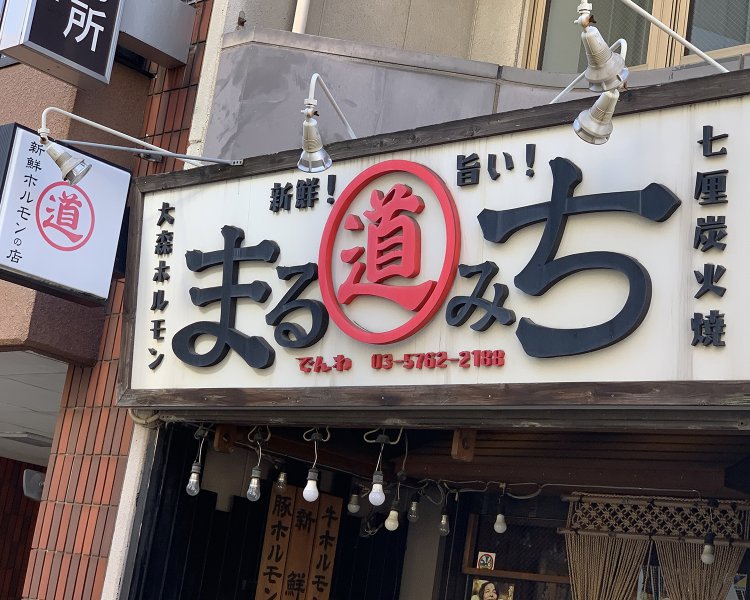 所
新鮮ホルモンの店
道
大森ホルモン
新鮮!
旨い!
まる道みち
でんわ 03-5762-2188
七厘炭火焼
牛ホルモン
新鮮
豚ホルモン